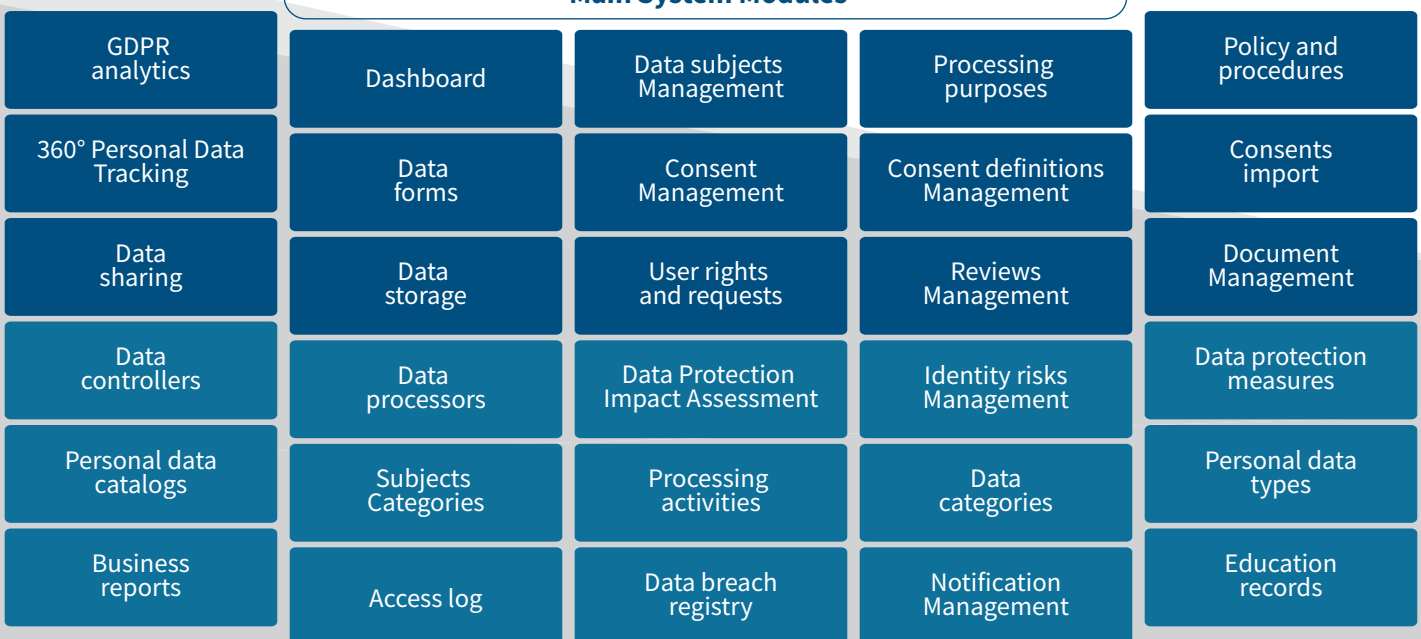 Main System Modules
GDPR
analytics
Dashboard
Data subjects
Management
Processing
purposes
Policy and
procedures
360° Personal Data
Tracking
Data
forms
Consent
Management
Consent definitions
Management
Consents
import
Data
sharing
Data
storage
User rights
and requests
Reviews
Management
Document
Management
Data
controllers
Data
processors
Data Protection
Impact Assessment
Identity risks
Management
Data protection
measures
Personal data
catalogs
Subjects
Categories
Processing
activities
Data
categories
Personal data
types
Business
reports
Access log
Data breach
registry
Notification
Management
Education
records